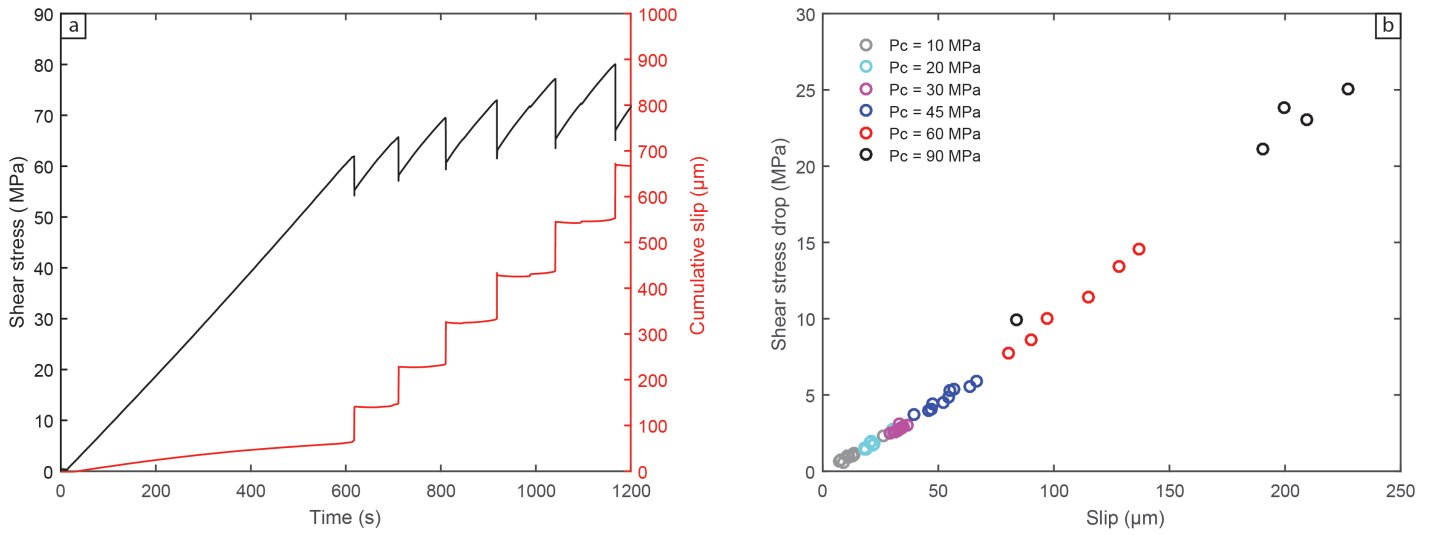 a
90
80
70
60
50
40
30
20
10
0
Shear stress ( MPa)
0 200 400 600 800 1000 1200
Time (s)
1000
900
800
700
600
500
400
300
200
100
0
Cumulative slip (μm)
b
30
25
20
15
10
5
0
Shear stress drop (MPa)
Pc = 10 MPa
Pc = 20 MPa
Pc = 30 MPa
Pc = 45 MPa
Pc = 60 MPa
Pc = 90 MPa
0 50 100 150 200 250
Slip (μm)